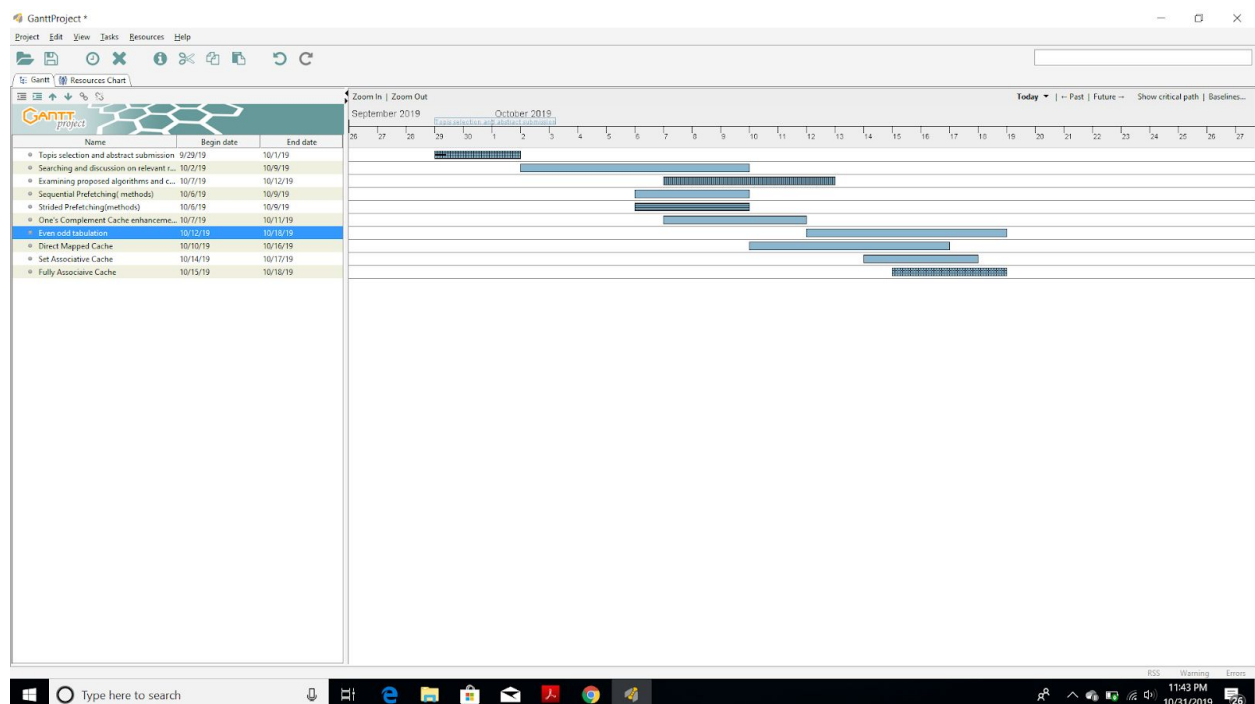 GanttProject *
Project Edit View Tasks Resources Help
Gantt Resources Chart
Zoom In | Zoom Out Today | ← Past | Future → Show critical path | Baselines...
GANTT project
September 2019 October 2019
Topis selection and abstract submission
Name Begin date End date
26 27 28 29 30 1 2 3 4 5 6 7 8 9 10 11 12 13 14 15 16 17 18 19 20 21 22 23 24 25 26 27
Topis selection and abstract submission 9/29/19 10/1/19
Searching and discussion on relevant r... 10/2/19 10/9/19
Examining proposed algorithms and c... 10/7/19 10/12/19
Sequential Prefetching( methods) 10/6/19 10/9/19
Strided Prefetching(methods) 10/6/19 10/9/19
One's Complement Cache enhanceme... 10/7/19 10/11/19
Even odd tabulation 10/12/19 10/18/19
Direct Mapped Cache 10/10/19 10/16/19
Set Associative Cache 10/14/19 10/17/19
Fully Associaive Cache 10/15/19 10/18/19
RSS Warning Errors
Type here to search
11:43 PM
10/31/2019
26